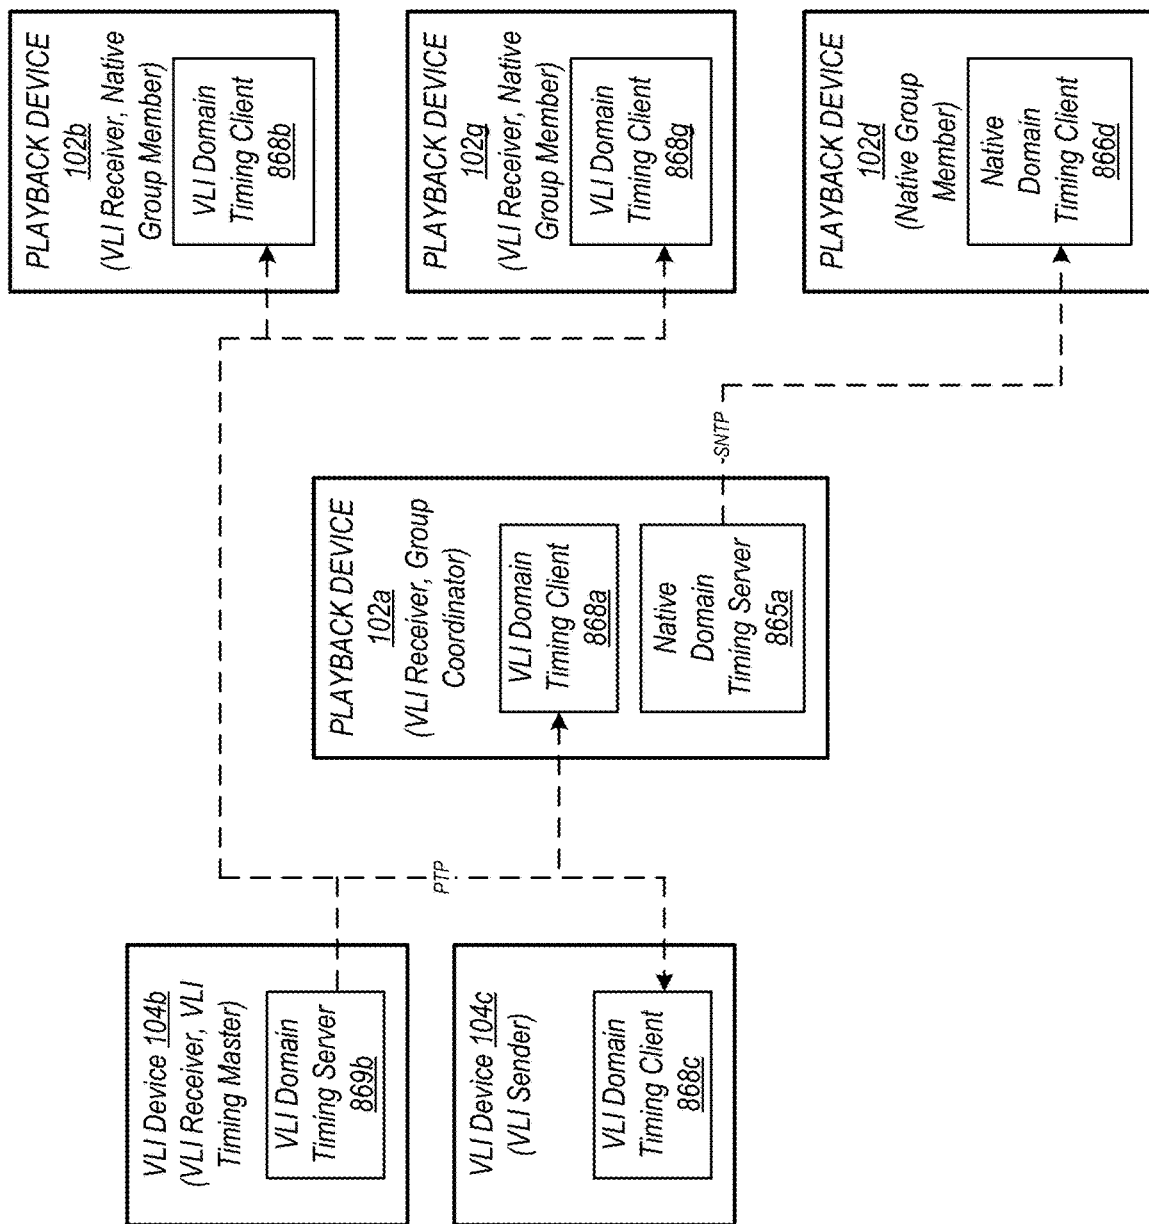 VLI Device 104c
(VLI Sender)
VLI Domain
Timing Client
868c
VLI Device 104b
(VLI Receiver, VLI
Timing Master)
VLI Domain
Timing Server
869b
PTP
PLAYBACK DEVICE
102a
(VLI Receiver, Group
Coordinator)
Native
Domain
Timing Server
865a
VLI Domain
Timing Client
868a
SNTP
PLAYBACK DEVICE
102d
(Native Group
Member)
Native
Domain
Timing Client
866d
PLAYBACK DEVICE
102g
(VLI Receiver, Native
Group Member)
VLI Domain
Timing Client
868g
PLAYBACK DEVICE
102b
(VLI Receiver, Native
Group Member)
VLI Domain
Timing Client
868b